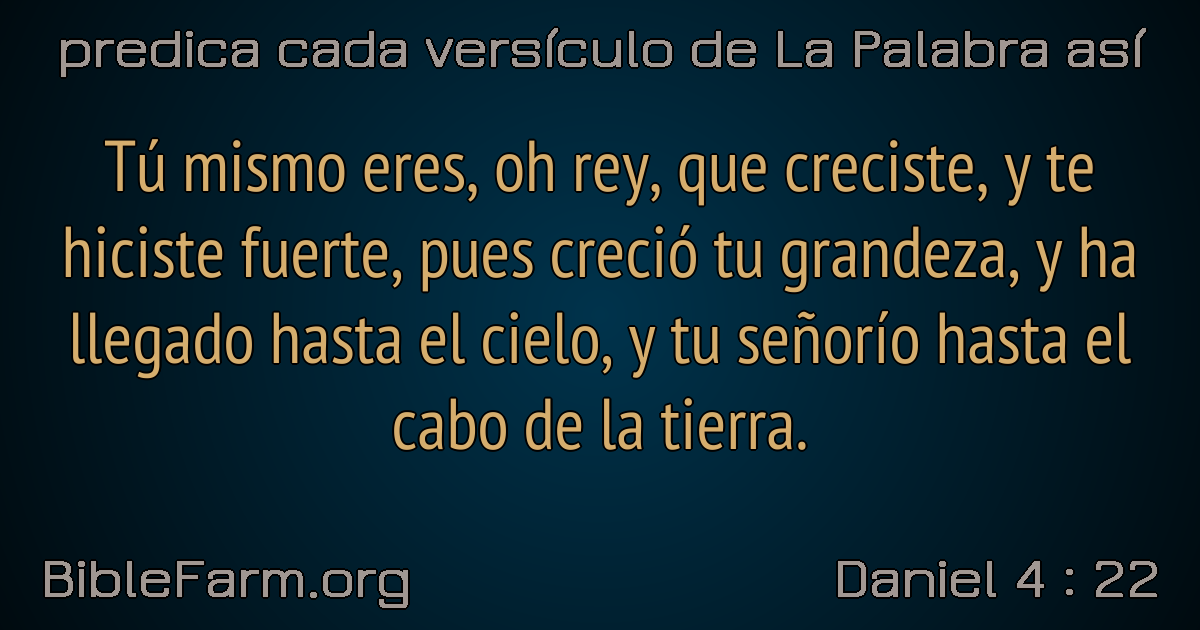 predica cada versículo de La Palabra así
Tú mismo eres, oh rey, que creciste, y te
hiciste fuerte, pues creció tu grandeza, y ha
llegado hasta el cielo, y tu señorío hasta el
cabo de la tierra.
BibleFarm.org
Daniel 4 : 22